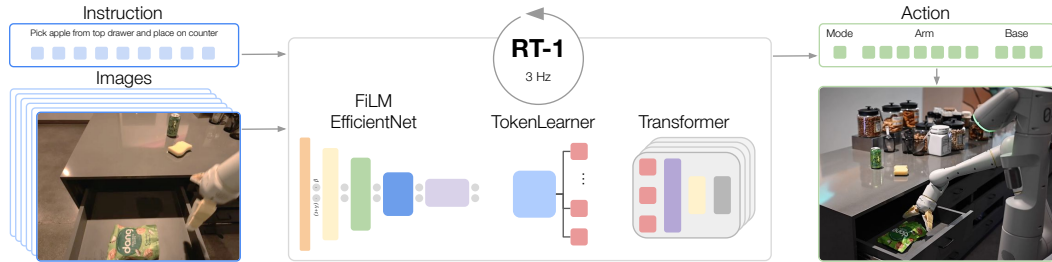 Instruction
Pick apple from top drawer and place on counter
Images
RT-1
3 Hz
FiLM
EfficientNet
TokenLearner
Transformer
Action
Mode
Arm
Base
dang